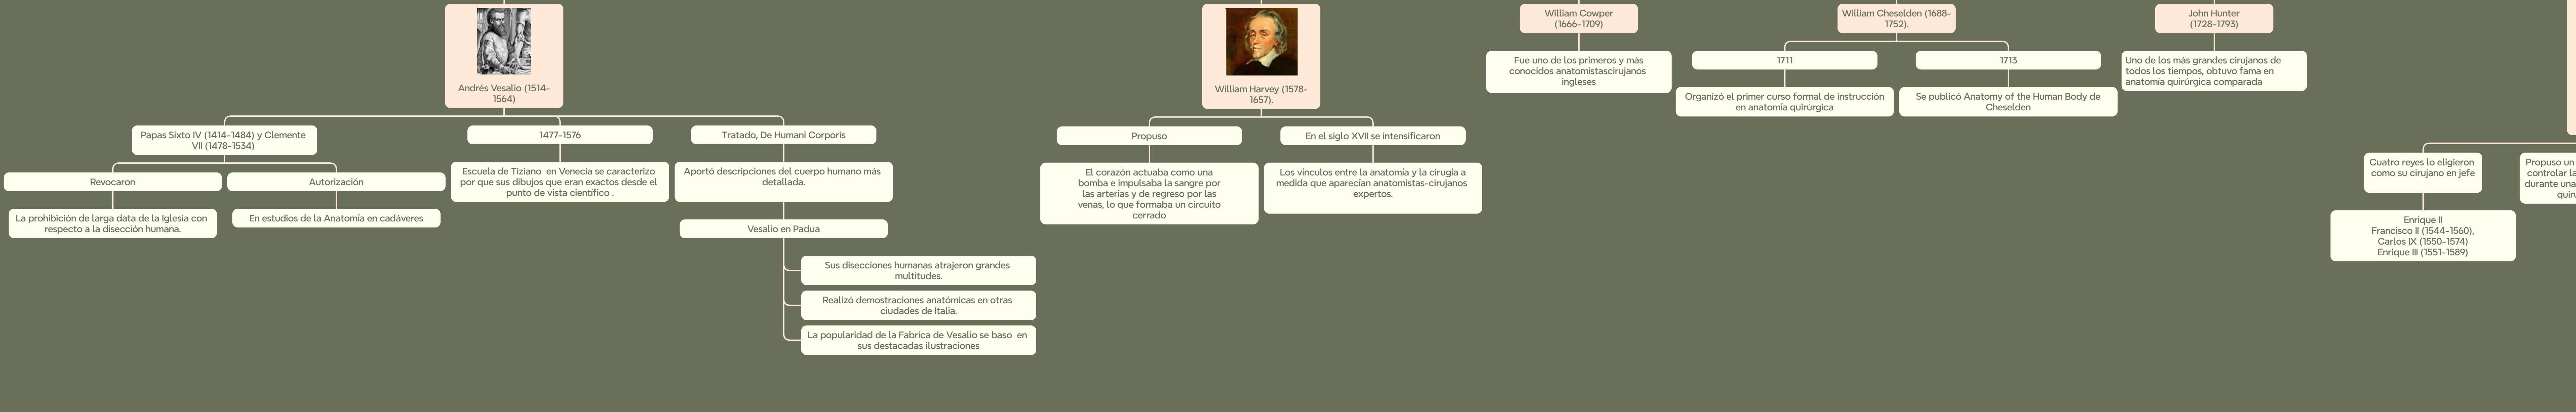 Andrés Vesalio (1514-
1564)
Papas Sixto IV (1414-1484) y Clemente
VII (1478-1534)
Revocaron
La prohibición de larga data de la Iglesia con
respecto a la disección humana.
Autorización
En estudios de la Anatomía en cadáveres
1477-1576
Escuela de Tiziano en Venecia se caracterizo
por que sus dibujos que eran exactos desde el
punto de vista científico .
Tratado, De Humani Corporis
Aportó descripciones del cuerpo humano más
detallada.
Vesalio en Padua
Sus disecciones humanas atrajeron grandes
multitudes.
Realizó demostraciones anatómicas en otras
ciudades de Italia.
La popularidad de la Fabrica de Vesalio se baso en
sus destacadas ilustraciones
William Harvey (1578-
1657).
Propuso
El corazón actuaba como una
bomba e impulsaba la sangre por
las arterias y de regreso por las
venas, lo que formaba un circuito
cerrado
En el siglo XVII se intensificaron
Los vínculos entre la anatomía y la cirugía a
medida que aparecían anatomistas-cirujanos
expertos.
William Cowper
(1666-1709)
Fue uno de los primeros y más
conocidos anatomistascirujanos
ingleses
William Cheselden (1688-
1752).
1711
Organizó el primer curso formal de instrucción
en anatomía quirúrgica
1713
Se publicó Anatomy of the Human Body de
Cheselden
John Hunter
(1728-1793)
Uno de los más grandes cirujanos de
todos los tiempos, obtuvo fama en
anatomía quirúrgica comparada
Cuatro reyes lo eligieron
como su cirujano en jefe
Enrique II
Francisco II (1544-1560),
Carlos IX (1550-1574)
Enrique III (1551-1589)
Propuso un
controlar la
durante una